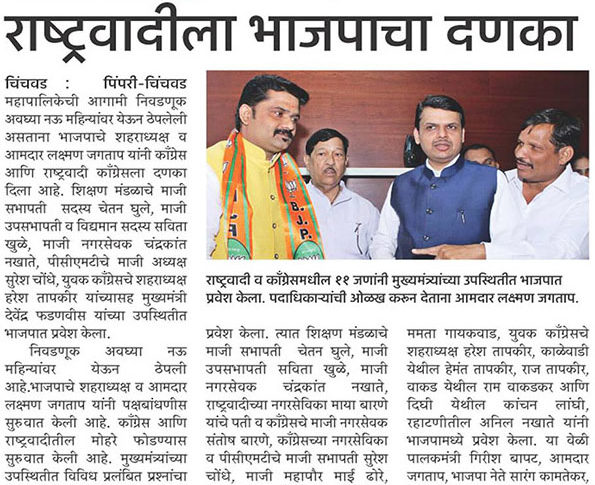 राष्ट्रवादीला भाजपाचा दणका
चिंचवड : पिंपरी-चिंचवड
महापालिकेची आगामी निवडणूक
अवघ्या नऊ महिन्यांवर येऊन ठेपलेली
असताना भाजपाचे शहराध्यक्ष व
आमदार लक्ष्मण जगताप यांनी काँग्रेस
आणि राष्ट्रवादी काँग्रेसला दणका
दिला आहे. शिक्षण मंडळाचे माजी
सभापती सदस्य चेतन घुले, माजी
उपसभापती व विद्यमान सदस्य सविता
खुळे, माजी नगरसेवक चंद्रकांत
नखाते, पीसीएमटीचे माजी अध्यक्ष
सुरेश चोंधे, युवक काँग्रेसचे शहराध्यक्ष
हरेश तापकीर यांच्यासह मुख्यमंत्री
देवेंद्र फडणवीस यांच्या उपस्थितीत
भाजपात प्रवेश केला.
निवडणूक अवघ्या नऊ
महिन्यांवर येऊन ठेपली
आहे.भाजपाचे शहराध्यक्ष व आमदार
लक्ष्मण जगताप यांनी पक्षबांधणीस
सुरुवात केली आहे. काँग्रेस आणि
राष्ट्रवादीतील मोहरे फोडण्यास
सुरुवात केली आहे. मुख्यमंत्र्यांच्या
उपस्थितीत विविध प्रलंबित प्रश्नांचा
B.J.P.
राष्ट्रवादी व काँग्रेसमधील ११ जणांनी मुख्यमंत्र्यांच्या उपस्थितीत भाजपात
प्रवेश केला. पदाधिकाऱ्यांची ओळख करून देताना आमदार लक्ष्मण जगताप.
प्रवेश केला. त्यात शिक्षण मंडळाचे
माजी सभापती चेतन घुले, माजी
उपसभापती सविता खुळे, माजी
नगरसेवक चंद्रकांत नखाते,
राष्ट्रवादीच्या नगरसेविका माया बारणे
यांचे पती व काँग्रेसचे माजी नगरसेवक
संतोष बारणे, काँग्रेसच्या नगरसेविका
व पीसीएमटीचे माजी सभापती सुरेश
चोंधे, माजी महापौर माई ढोरे,
ममता गायकवाड, युवक काँग्रेसचे
शहराध्यक्ष हरेश तापकीर, काळेवाडी
येथील हेमंत तापकीर, राज तापकीर,
वाकड येथील राम वाकडकर आणि
दिघी येथील कांचन लांघी,
रहाटणीतील अनिल नखाते यांनी
भाजपामध्ये प्रवेश केला. या वेळी
पालकमंत्री गिरीश बापट, आमदार
जगताप, भाजपा नेते सारंग कामतेकर,